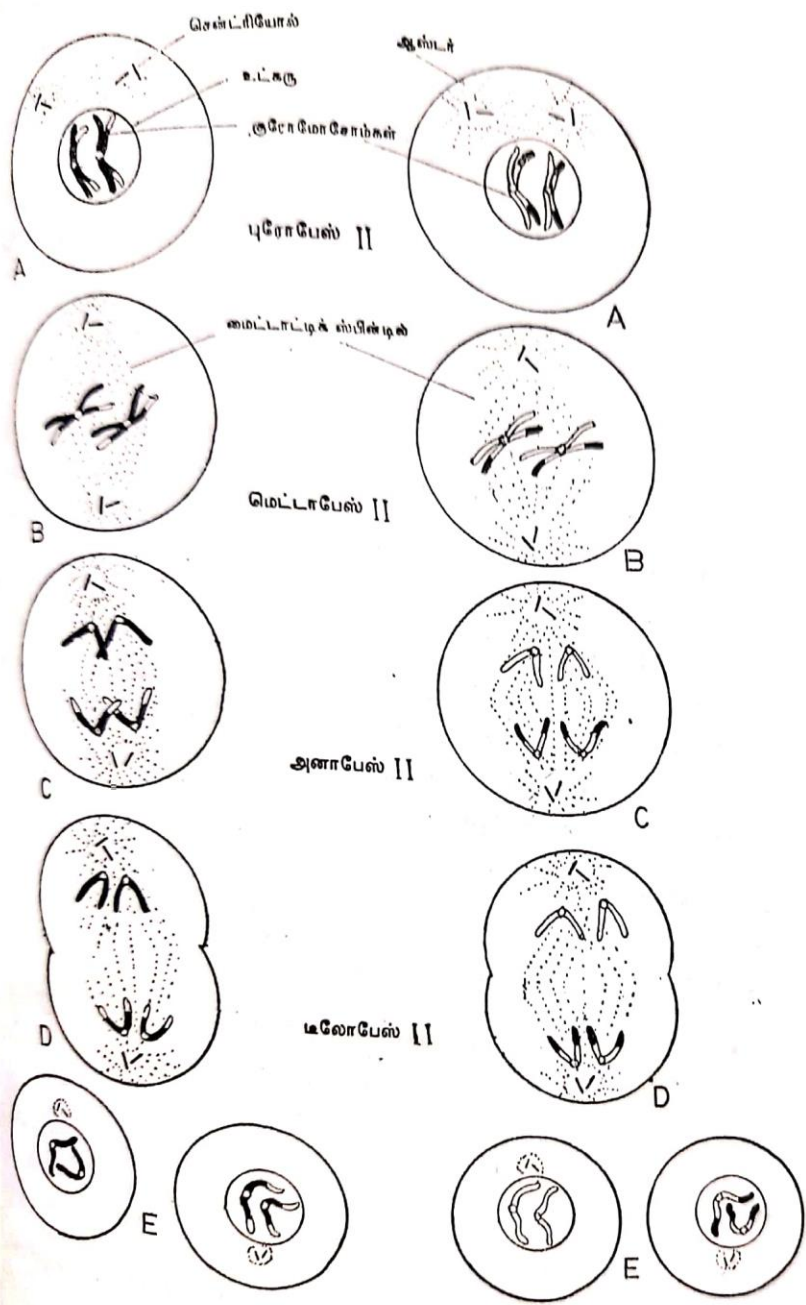 சென்ட்ரியோல்
ஆஸ்டர்
உட்கரு
குரோமோசோம்கள்
புரோபேஸ் II
A
A
மைட்டாட்டிக் ஸ்பின்டில்
மெட்டாபேஸ் II
B
B
அனாபேஸ் II
C
C
டீலோபேஸ் II
D
D
E
E